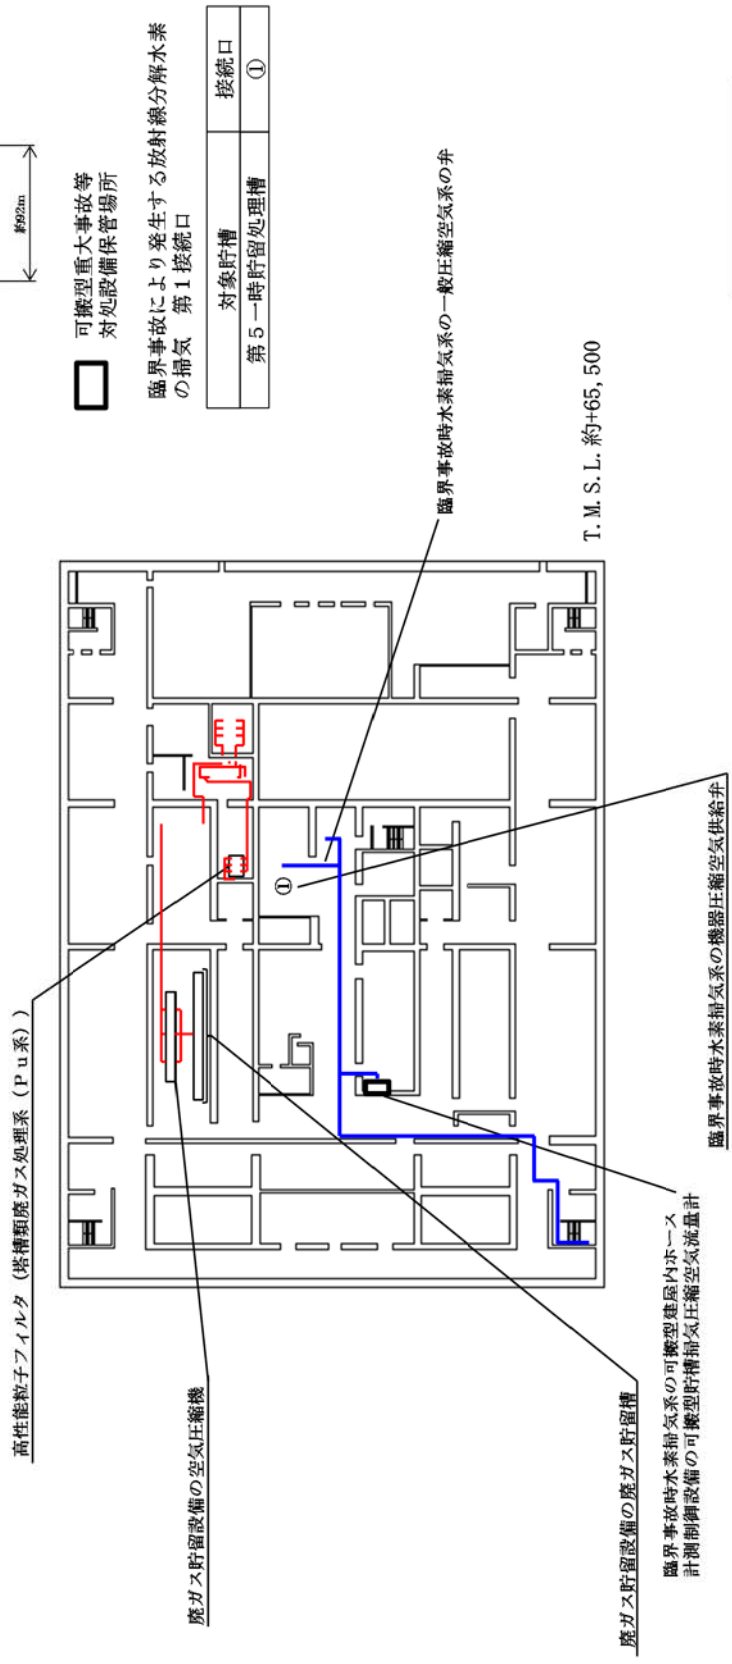 約92m
可搬型重大事故等
対処設備保管場所
臨界事故により発生する放射線分解水素
の掃気　第１接続口
対象貯槽 接続口
第５一時貯留処理槽 ①
臨界事故時水素掃気系の一般圧縮空気系の弁
T.M.S.L.約+65,500
①
高性能粒子フィルタ（塔槽類廃ガス処理系（Ｐｕ系））
廃ガス貯留設備の空気圧縮機
廃ガス貯留設備の廃ガス貯留槽
臨界事故時水素掃気系の可搬型建屋内ホース
計測制御設備の可搬型貯槽掃気圧縮空気流量計
臨界事故時水素掃気系の機器圧縮空気供給弁